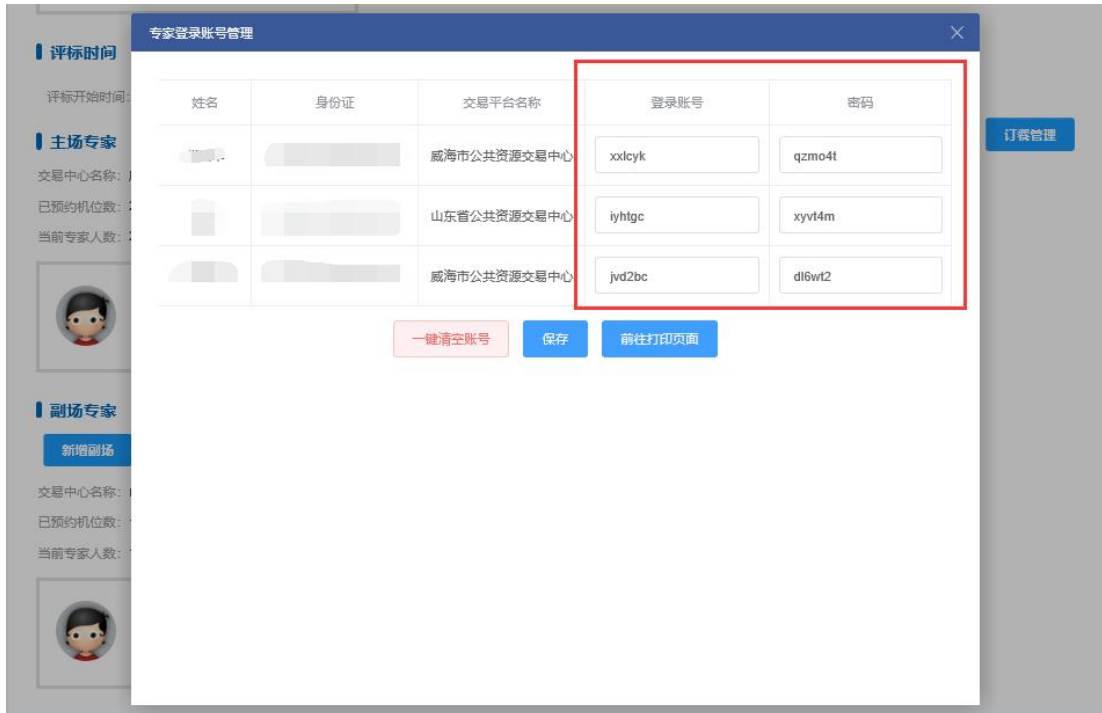 专家登录账号管理
评标时间
评标开始时间:
主场专家
订餐管理
交易中心名称:
已预约机位数:
当前专家人数:
姓名 身份证 交易平台名称 登录账号 密码
威海市公共资源交易中心 xxlcyk qzmo4t
山东省公共资源交易中心 iyhtgc xyvt4m
威海市公共资源交易中心 jvd2bc dl6wt2
一键清空账号 保存 前往打印页面
副场专家
新增副场
交易中心名称:
已预约机位数:
当前专家人数: